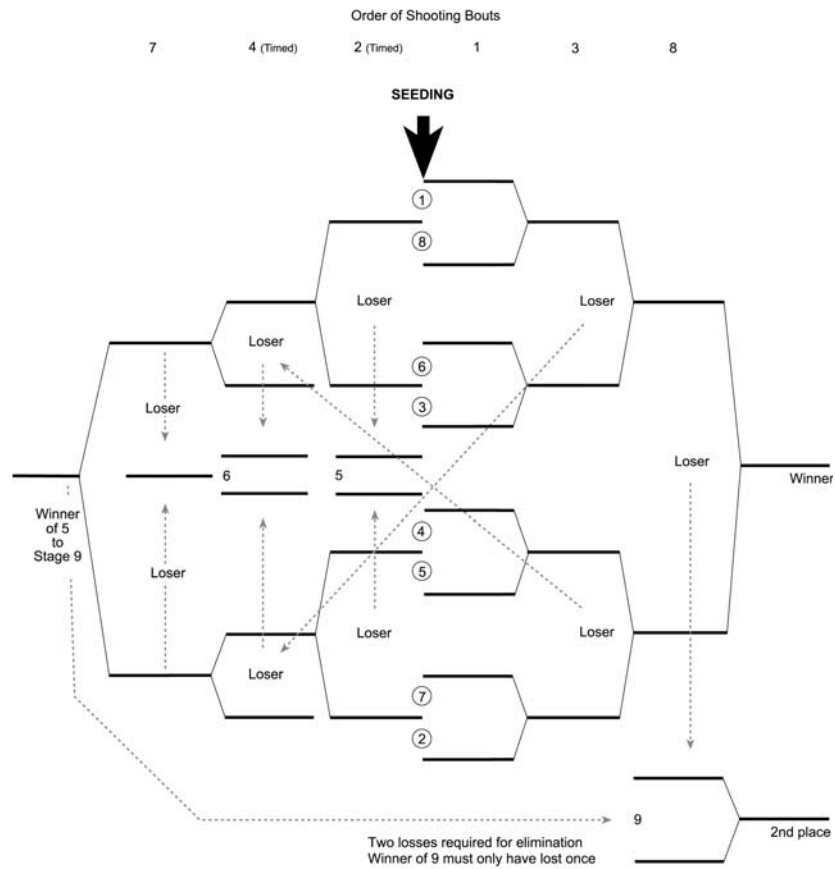 Order of Shooting Bouts
7 4 (Timed) 2 (Timed) 1 3 8
SEEDING
1
8
Loser
Loser
Loser
6
3
Loser
6
5
Loser
Winner
Winner
of 5
to
Stage 9
4
5
Loser
Loser
Loser
Loser
7
2
9
2nd place
Two losses required for elimination
Winner of 9 must only have lost once